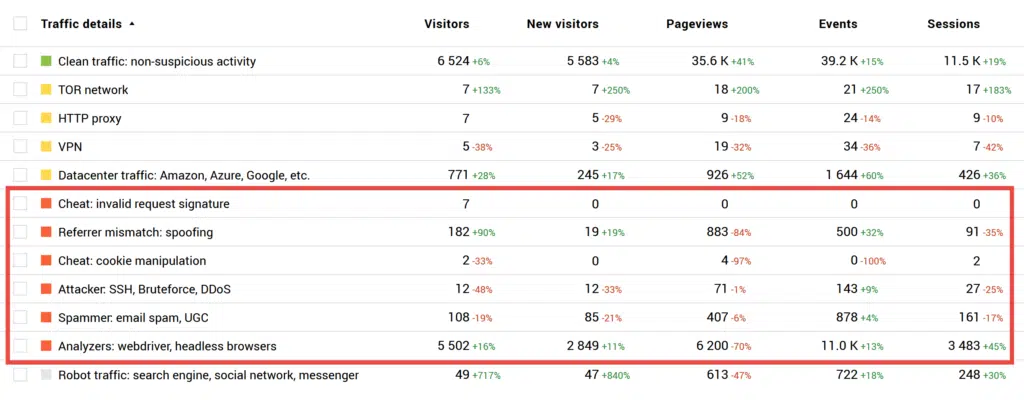 Traffic details Visitors New visitors Pageviews Events Sessions
Clean traffic: non-suspicious activity 6 524 +6% 5 583 +4% 35.6 K +41% 39.2 K +15% 11.5 K +19%
TOR network 7 +133% 7 +250% 18 +200% 21 +250% 17 +183%
HTTP proxy 7 5 -29% 9 -18% 24 -14% 9 -10%
VPN 5 -38% 3 -25% 19 -32% 34 -36% 7 -42%
Datacenter traffic: Amazon, Azure, Google, etc. 771 +28% 245 +17% 926 +52% 1 644 +60% 426 +36%
Cheat: invalid request signature 7 0 0 0 0
Referrer mismatch: spoofing 182 +90% 19 +19% 883 -84% 500 +32% 91 -35%
Cheat: cookie manipulation 2 -33% 0 4 -97% 0 -100% 2
Attacker: SSH, Bruteforce, DDoS 12 -48% 12 -33% 71 -1% 143 +9% 27 -25%
Spammer: email spam, UGC 108 -19% 85 -21% 407 -6% 878 +4% 161 -17%
Analyzers: webdriver, headless browsers 5 502 +16% 2 849 +11% 6 200 -70% 11.0 K +13% 3 483 +45%
Robot traffic: search engine, social network, messenger 49 +717% 47 +840% 613 -47% 722 +18% 248 +30%